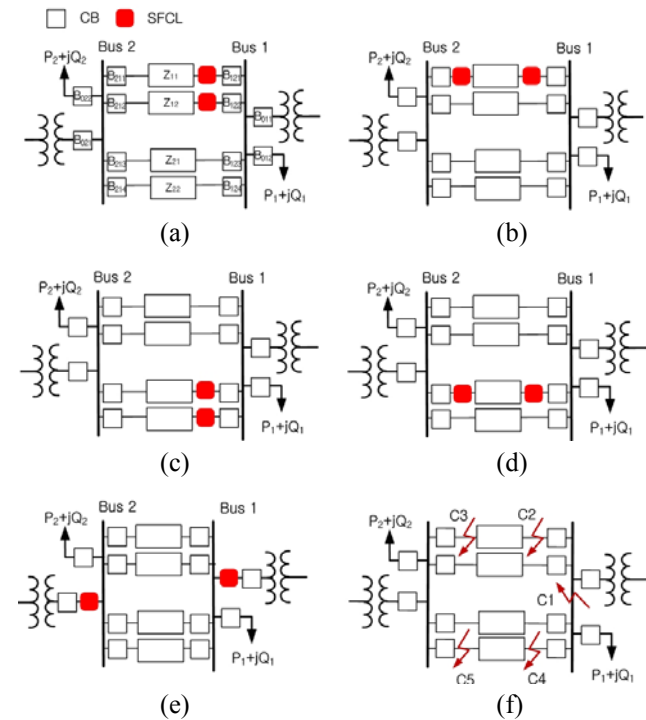 CB SFCL
Bus 2 Bus 1
P2+jQ2
B211 Z11 B121
B212 Z12 B122
B022
B021
B011
B213 Z21 B123 B012
B214 Z22 B124
P1+jQ1
(a)
Bus 2 Bus 1
P2+jQ2
P1+jQ1
(b)
Bus 2 Bus 1
P2+jQ2
P1+jQ1
(c)
Bus 2 Bus 1
P2+jQ2
P1+jQ1
(d)
Bus 2 Bus 1
P2+jQ2
P1+jQ1
(e)
C3 C2
P2+jQ2
C1
C5 C4
P1+jQ1
(f)